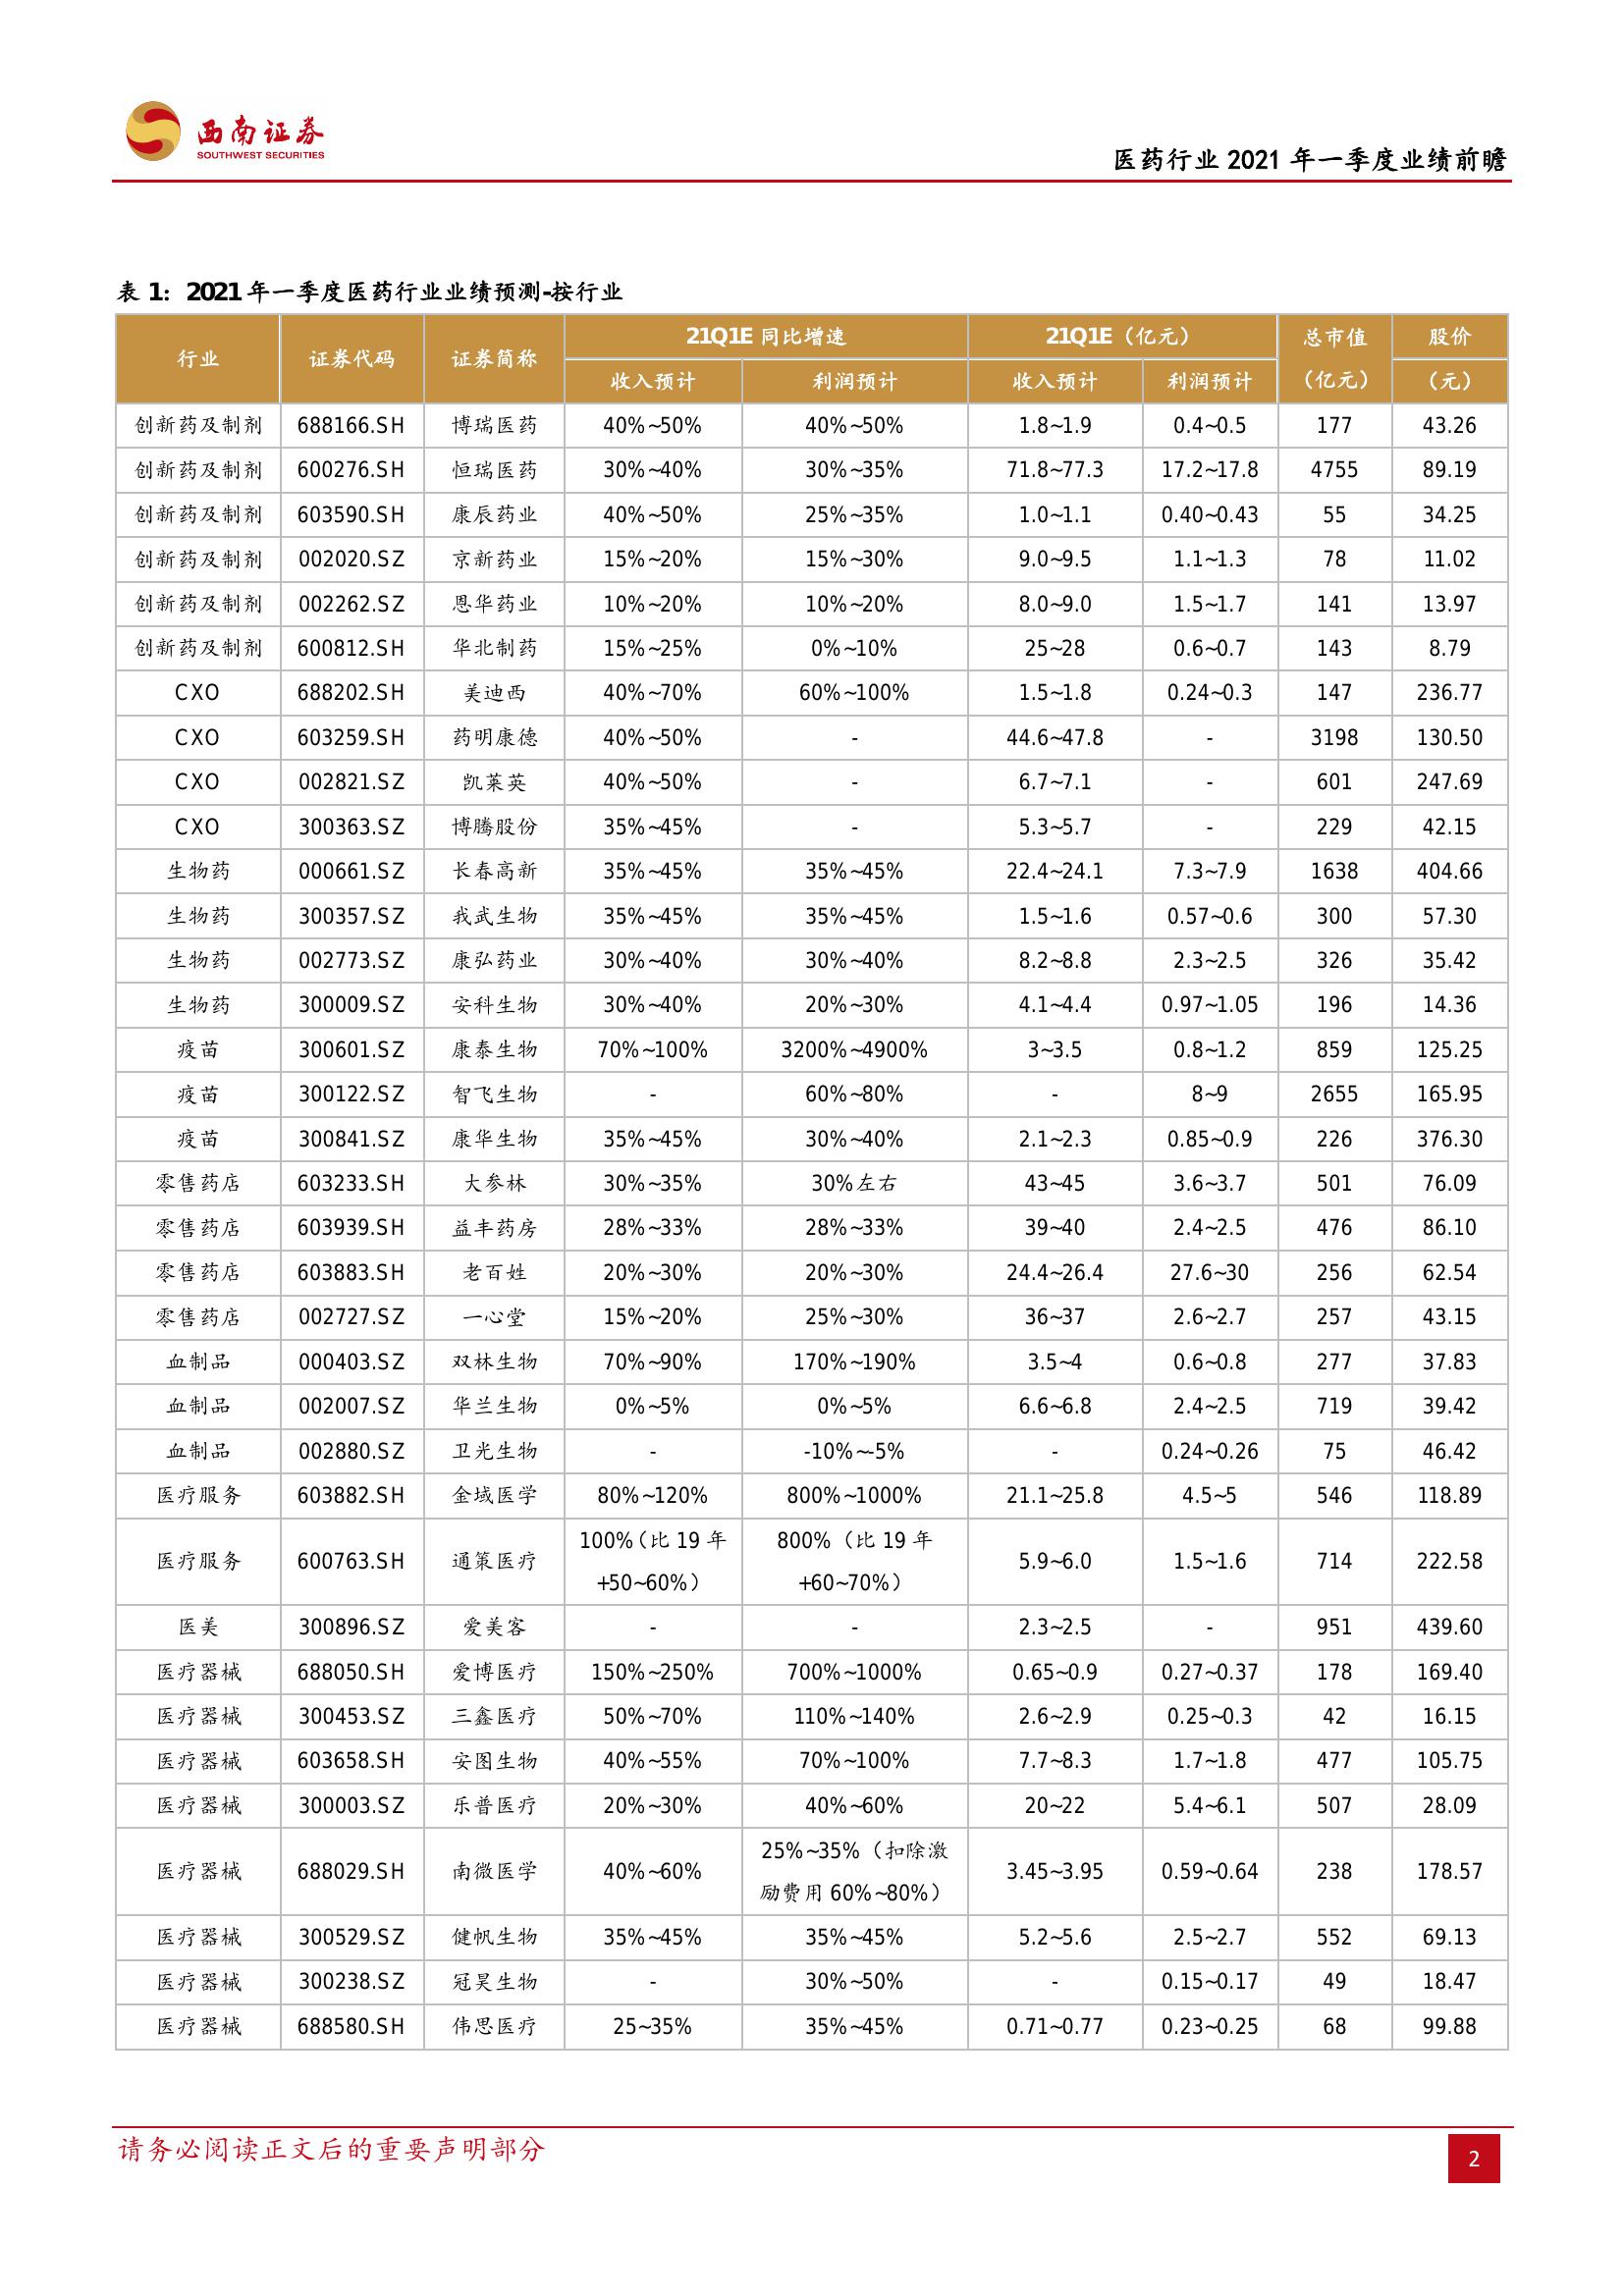 西南证券
SOUTHWEST SECURITIES
医药行业 2021 年一季度业绩前瞻
表 1：2021 年一季度医药行业业绩预测-按行业
行业 证券代码 证券简称 21Q1E 同比增速 21Q1E（亿元） 总市值 股价
收入预计 利润预计 收入预计 利润预计 （亿元） （元）
创新药及制剂 688166.SH 博瑞医药 40%~50% 40%~50% 1.8~1.9 0.4~0.5 177 43.26
创新药及制剂 600276.SH 恒瑞医药 30%~40% 30%~35% 71.8~77.3 17.2~17.8 4755 89.19
创新药及制剂 603590.SH 康辰药业 40%~50% 25%~35% 1.0~1.1 0.40~0.43 55 34.25
创新药及制剂 002020.SZ 京新药业 15%~20% 15%~30% 9.0~9.5 1.1~1.3 78 11.02
创新药及制剂 002262.SZ 恩华药业 10%~20% 10%~20% 8.0~9.0 1.5~1.7 141 13.97
创新药及制剂 600812.SH 华北制药 15%~25% 0%~10% 25~28 0.6~0.7 143 8.79
CXO 688202.SH 美迪西 40%~70% 60%~100% 1.5~1.8 0.24~0.3 147 236.77
CXO 603259.SH 药明康德 40%~50% - 44.6~47.8 - 3198 130.50
CXO 002821.SZ 凯莱英 40%~50% - 6.7~7.1 - 601 247.69
CXO 300363.SZ 博腾股份 35%~45% - 5.3~5.7 - 229 42.15
生物药 000661.SZ 长春高新 35%~45% 35%~45% 22.4~24.1 7.3~7.9 1638 404.66
生物药 300357.SZ 我武生物 35%~45% 35%~45% 1.5~1.6 0.57~0.6 300 57.30
生物药 002773.SZ 康弘药业 30%~40% 30%~40% 8.2~8.8 2.3~2.5 326 35.42
生物药 300009.SZ 安科生物 30%~40% 20%~30% 4.1~4.4 0.97~1.05 196 14.36
疫苗 300601.SZ 康泰生物 70%~100% 3200%~4900% 3~3.5 0.8~1.2 859 125.25
疫苗 300122.SZ 智飞生物 - 60%~80% - 8~9 2655 165.95
疫苗 300841.SZ 康华生物 35%~45% 30%~40% 2.1~2.3 0.85~0.9 226 376.30
零售药店 603233.SH 大参林 30%~35% 30%左右 43~45 3.6~3.7 501 76.09
零售药店 603939.SH 益丰药房 28%~33% 28%~33% 39~40 2.4~2.5 476 86.10
零售药店 603883.SH 老百姓 20%~30% 20%~30% 24.4~26.4 27.6~30 256 62.54
零售药店 002727.SZ 一心堂 15%~20% 25%~30% 36~37 2.6~2.7 257 43.15
血制品 000403.SZ 双林生物 70%~90% 170%~190% 3.5~4 0.6~0.8 277 37.83
血制品 002007.SZ 华兰生物 0%~5% 0%~5% 6.6~6.8 2.4~2.5 719 39.42
血制品 002880.SZ 卫光生物 - -10%~-5% - 0.24~0.26 75 46.42
医疗服务 603882.SH 金域医学 80%~120% 800%~1000% 21.1~25.8 4.5~5 546 118.89
医疗服务 600763.SH 通策医疗 100%（比 19 年 800%（比 19 年 5.9~6.0 1.5~1.6 714 222.58
+50~60%） +60~70%）
医美 300896.SZ 爱美客 - - 2.3~2.5 - 951 439.60
医疗器械 688050.SH 爱博医疗 150%~250% 700%~1000% 0.65~0.9 0.27~0.37 178 169.40
医疗器械 300453.SZ 三鑫医疗 50%~70% 110%~140% 2.6~2.9 0.25~0.3 42 16.15
医疗器械 603658.SH 安图生物 40%~55% 70%~100% 7.7~8.3 1.7~1.8 477 105.75
医疗器械 300003.SZ 乐普医疗 20%~30% 40%~60% 20~22 5.4~6.1 507 28.09
医疗器械 688029.SH 南微医学 40%~60% 25%~35%（扣除激 3.45~3.95 0.59~0.64 238 178.57
励费用 60%~80%）
医疗器械 300529.SZ 健帆生物 35%~45% 35%~45% 5.2~5.6 2.5~2.7 552 69.13
医疗器械 300238.SZ 冠昊生物 - 30%~50% - 0.15~0.17 49 18.47
医疗器械 688580.SH 伟思医疗 25~35% 35%~45% 0.71~0.77 0.23~0.25 68 99.88
请务必阅读正文后的重要声明部分
2